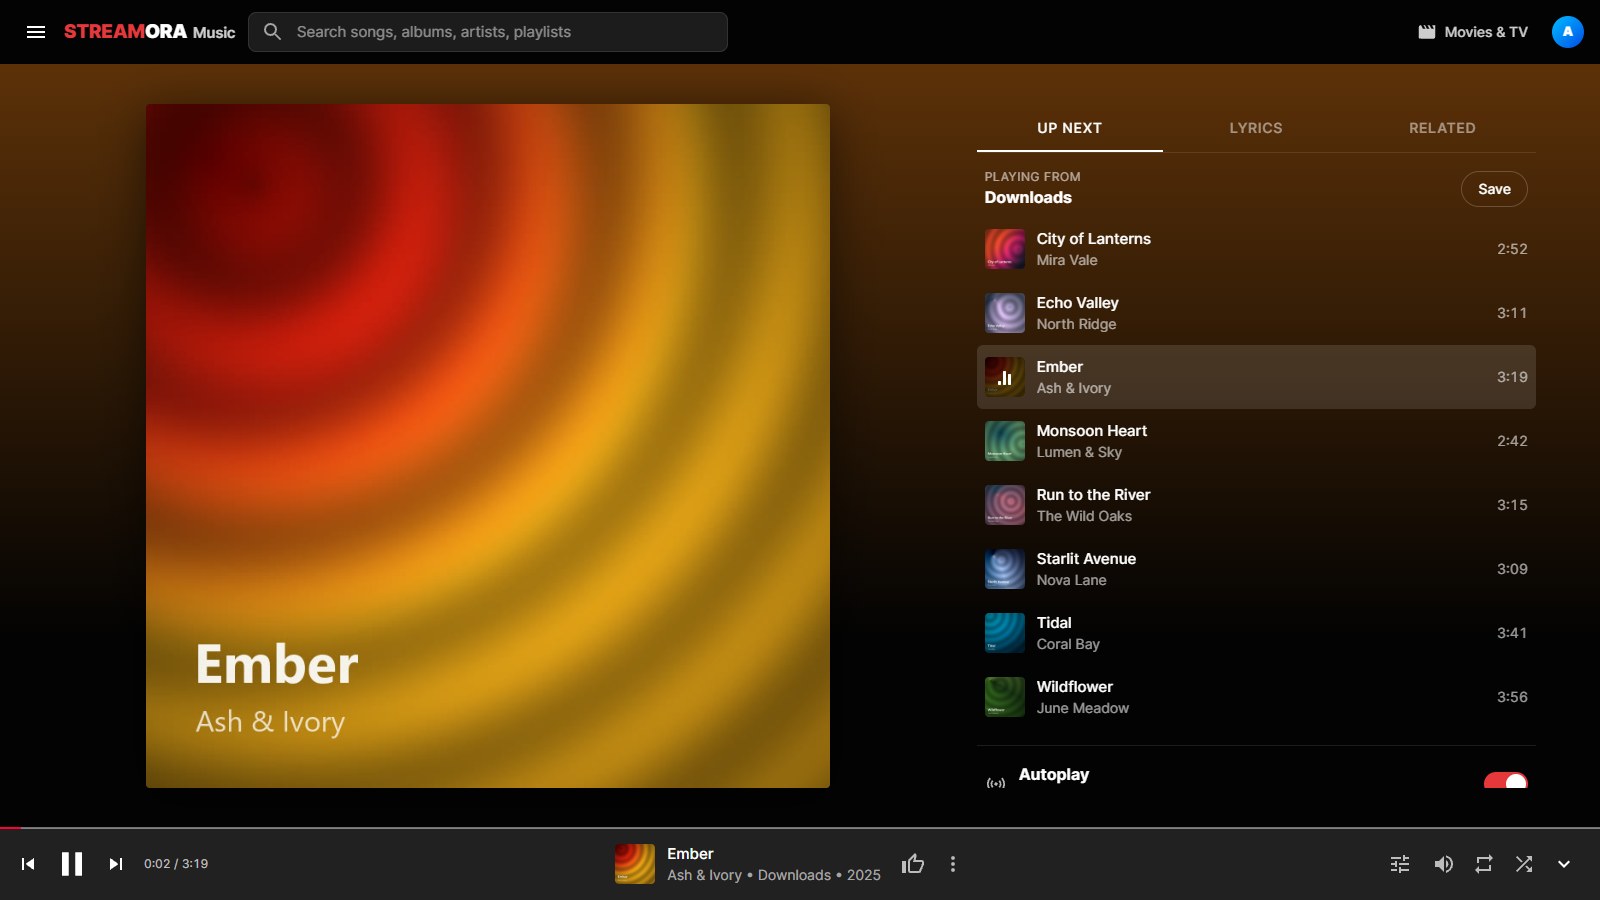 STREAMORA Music
Search songs, albums, artists, playlists
Movies & TV
A
Ember
Ash & Ivory
UP NEXT
LYRICS
RELATED
PLAYING FROM
Downloads
Save
City of Lanterns
Mira Vale
2:52
Echo Valley
North Ridge
3:11
Ember
Ash & Ivory
3:19
Monsoon Heart
Lumen & Sky
2:42
Run to the River
The Wild Oaks
3:15
Starlit Avenue
Nova Lane
3:09
Tidal
Coral Bay
3:41
Wildflower
June Meadow
3:56
Autoplay
0:02 / 3:19
Ember
Ash & Ivory • Downloads • 2025